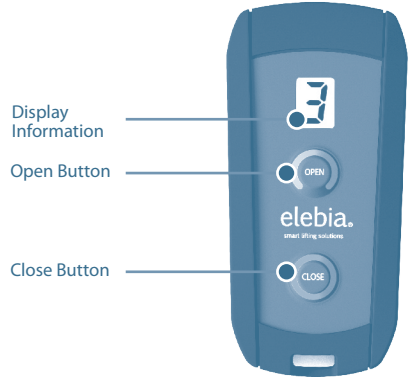 3
Display
Information
Open Button
OPEN
elebia®
smart lifting solutions
Close Button
CLOSE